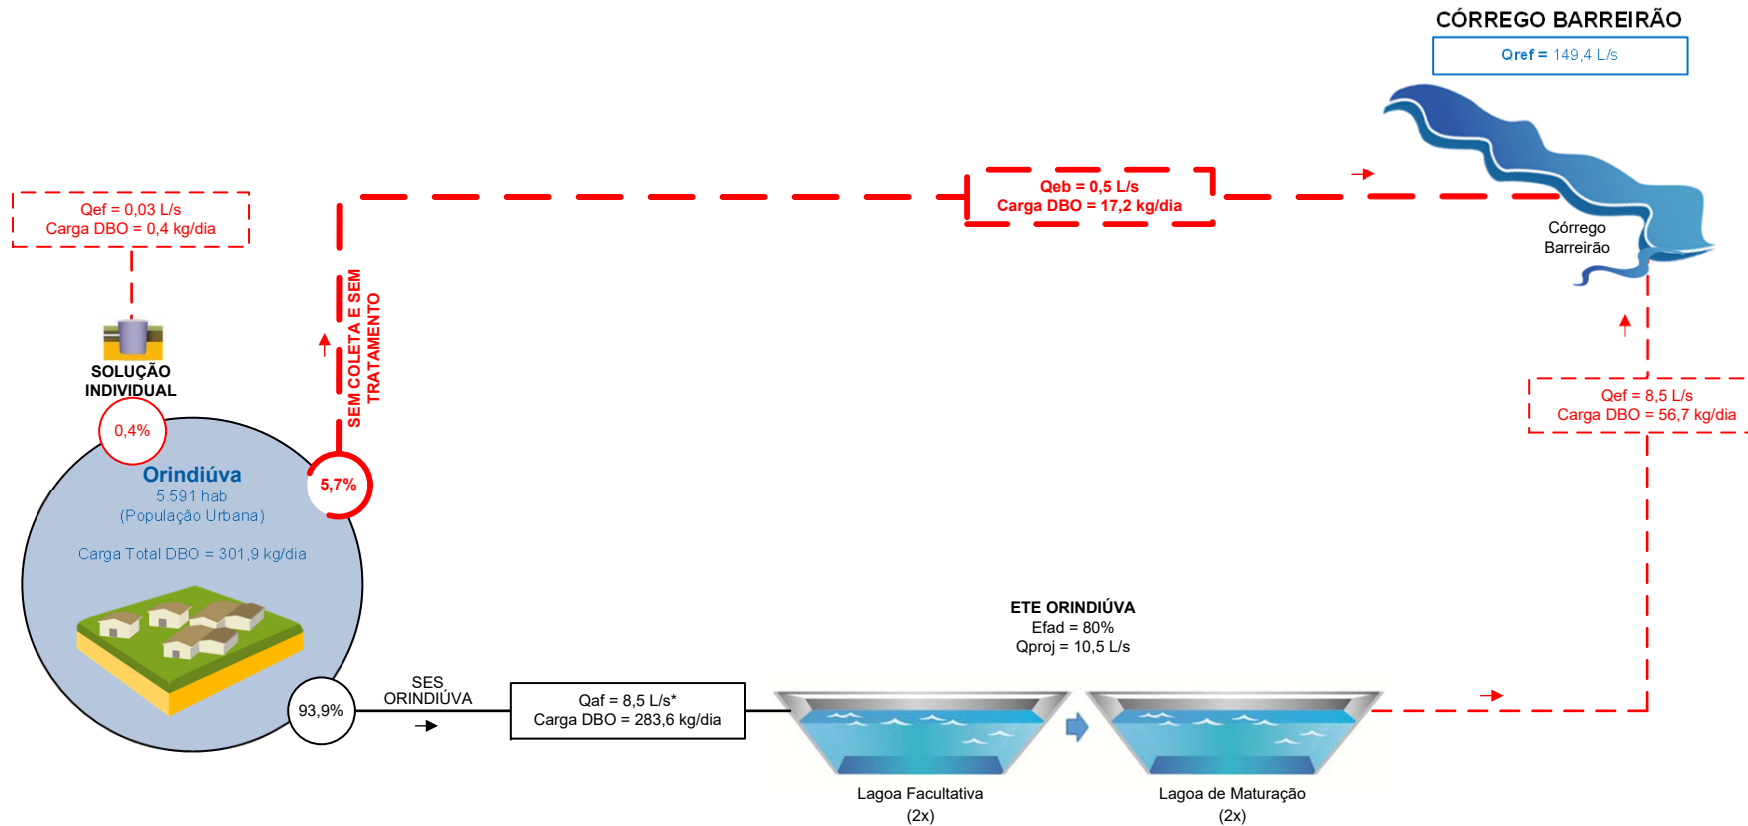 CÓRREGO BARREIRÃO
Qref = 149,4 L/s
Córrego
Barreirão
Qeb = 0,5 L/s
Carga DBO = 17,2 kg/dia
Qef = 0,03 L/s
Carga DBO = 0,4 kg/dia
SOLUÇÃO
INDIVIDUAL
0,4%
SEM COLETA E SEM
TRATAMENTO
5,7%
Orindiúva
5.591 hab
(População Urbana)
Carga Total DBO = 301,9 kg/dia
93,9%
SES
ORINDIÚVA
Qaf = 8,5 L/s*
Carga DBO = 283,6 kg/dia
ETE ORINDIÚVA
Efad = 80%
Qproj = 10,5 L/s
Lagoa Facultativa
(2x)
Lagoa de Maturação
(2x)
Qef = 8,5 L/s
Carga DBO = 56,7 kg/dia